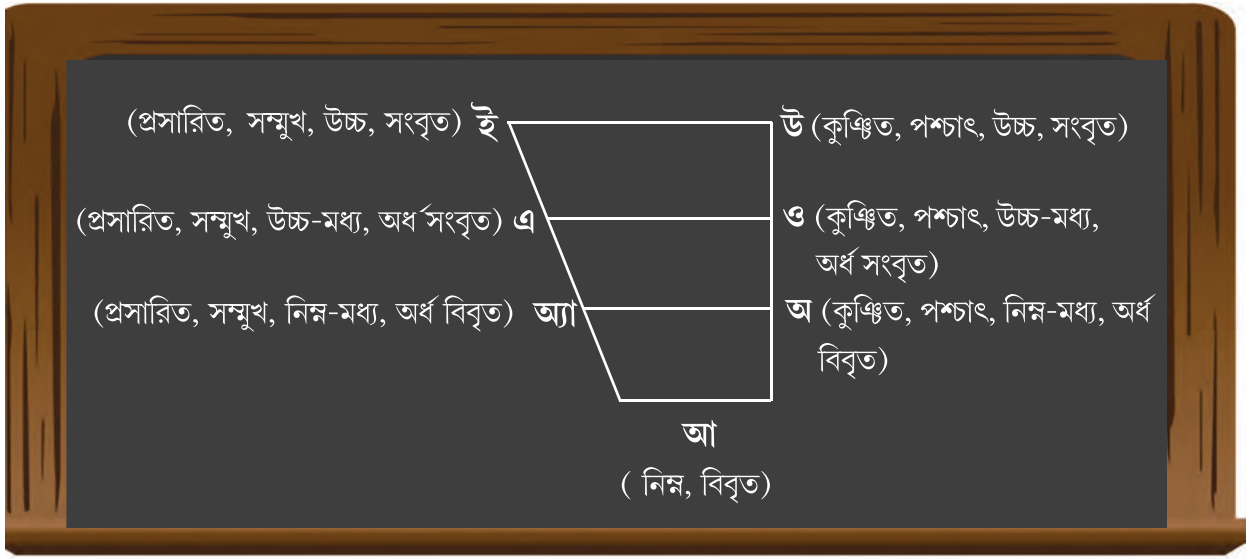 (প্রসারিত, সম্মুখ, উচ্চ, সংবৃত) ই
উ (কুঞ্চিত, পশ্চাৎ, উচ্চ, সংবৃত)
(প্রসারিত, সম্মুখ, উচ্চ-মধ্য, অর্ধ সংবৃত) এ
ও (কুঞ্চিত, পশ্চাৎ, উচ্চ-মধ্য,
অর্ধ সংবৃত)
(প্রসারিত, সম্মুখ, নিম্ন-মধ্য, অর্ধ বিবৃত) অ্যা
অ (কুঞ্চিত, পশ্চাৎ, নিম্ন-মধ্য, অর্ধ
বিবৃত)
আ
( নিম্ন, বিবৃত)